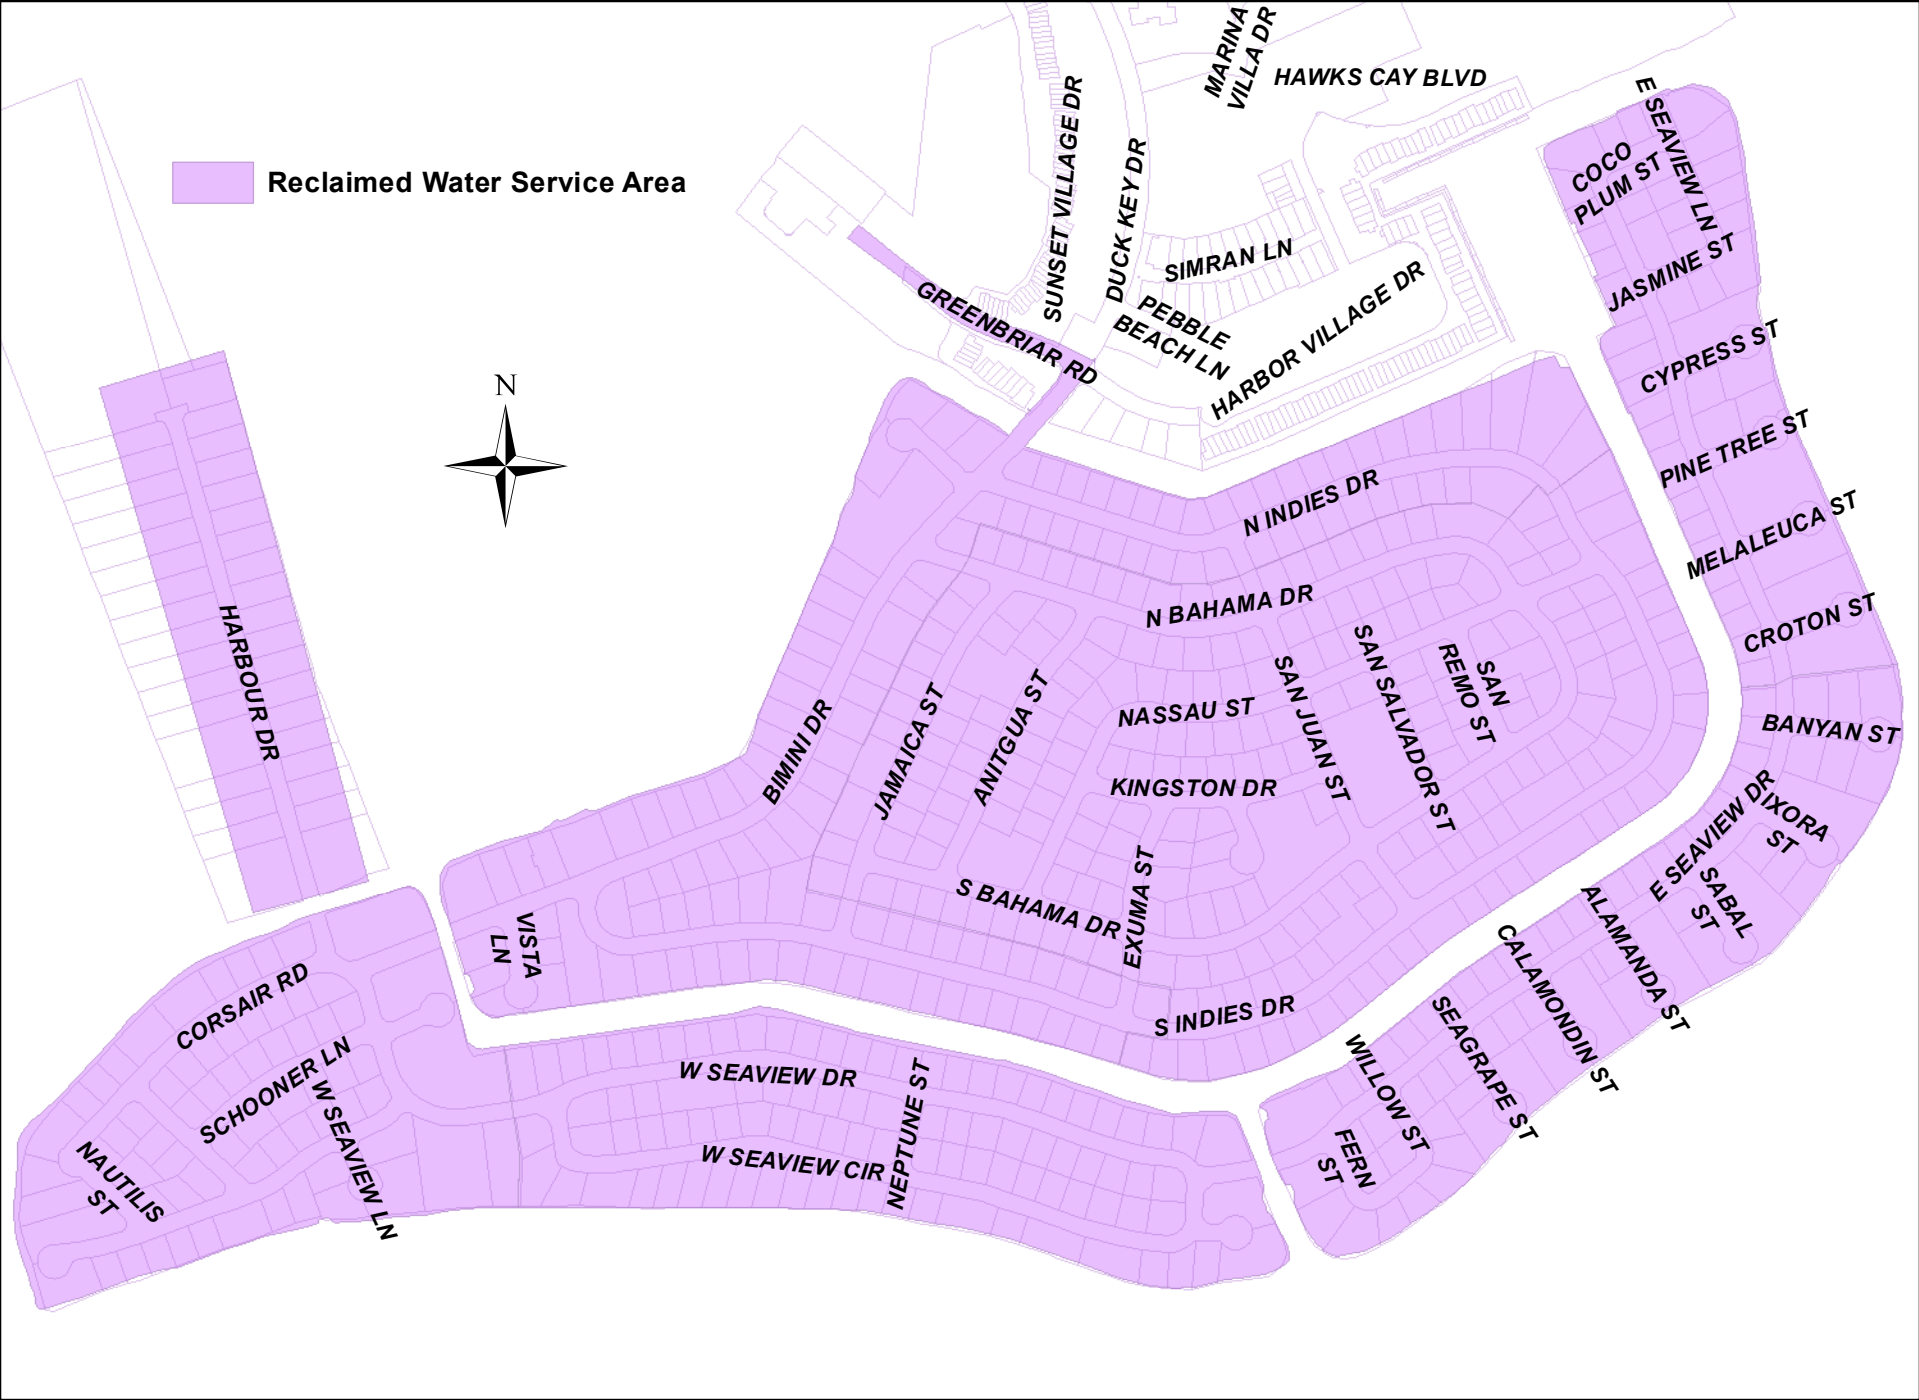 MARINA
VILLA DR
HAWKS CAY BLVD
E SEAVIEW LN
SUNSET VILLAGE DR
DUCK KEY DR
COCO
PLUM ST
Reclaimed Water Service Area
SIMRAN LN
JASMINE ST
GREENBRIAR RD
PEBBLE
BEACH LN
HARBOR VILLAGE DR
CYPRESS ST
N
PINE TREE ST
N INDIES DR
MELALEUCA ST
N BAHAMA DR
CROTON ST
HARBOUR DR
BIMINI DR
JAMAICA ST
ANITGUA ST
NASSAU ST
SAN JUAN ST
SAN SALVADOR ST
SAN
REMO ST
BANYAN ST
KINGSTON DR
E SEAVIEW DR
IXORA
ST
SABAL
ST
S BAHAMA DR
EXUMA ST
ALAMANDA ST
VISTA
LN
CALAMONDIN ST
CORSAIR RD
S INDIES DR
SEAGRAPE ST
SCHOONER LN
W SEAVIEW DR
NEPTUNE ST
WILLOW ST
W SEAVIEW LN
W SEAVIEW CIR
FERN
ST
NAUTILIS
ST